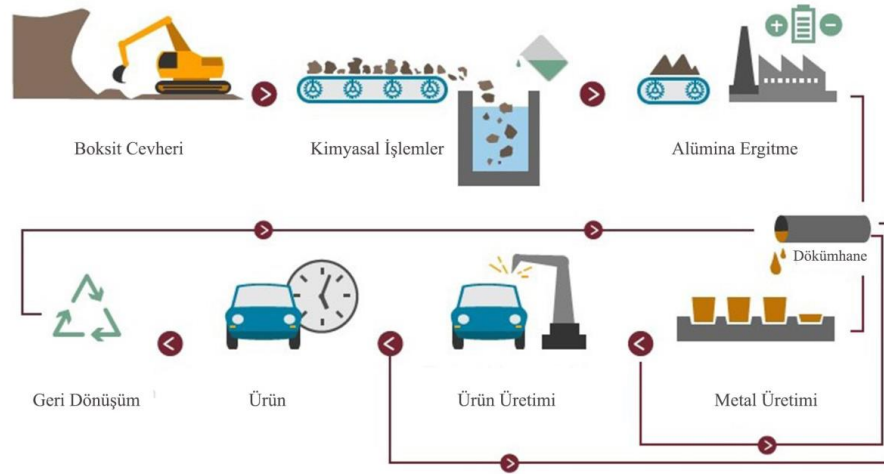 Boksit Cevheri
Kimyasal İşlemler
Alümina Ergitme
Dökümhane
Geri Dönüşüm
Ürün
Ürün Üretimi
Metal Üretimi